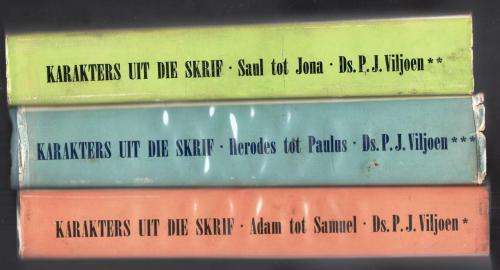 KARAKTERS UIT DIE SKRIF · Saul tot Jona · Ds. P. J. Viljoen **
KARAKTERS UIT DIE SKRIF · Herodes tot Paulus · Ds. P. J. Viljoen ***
KARAKTERS UIT DIE SKRIF · Adam tot Samuel · Ds. P. J. Viljoen *